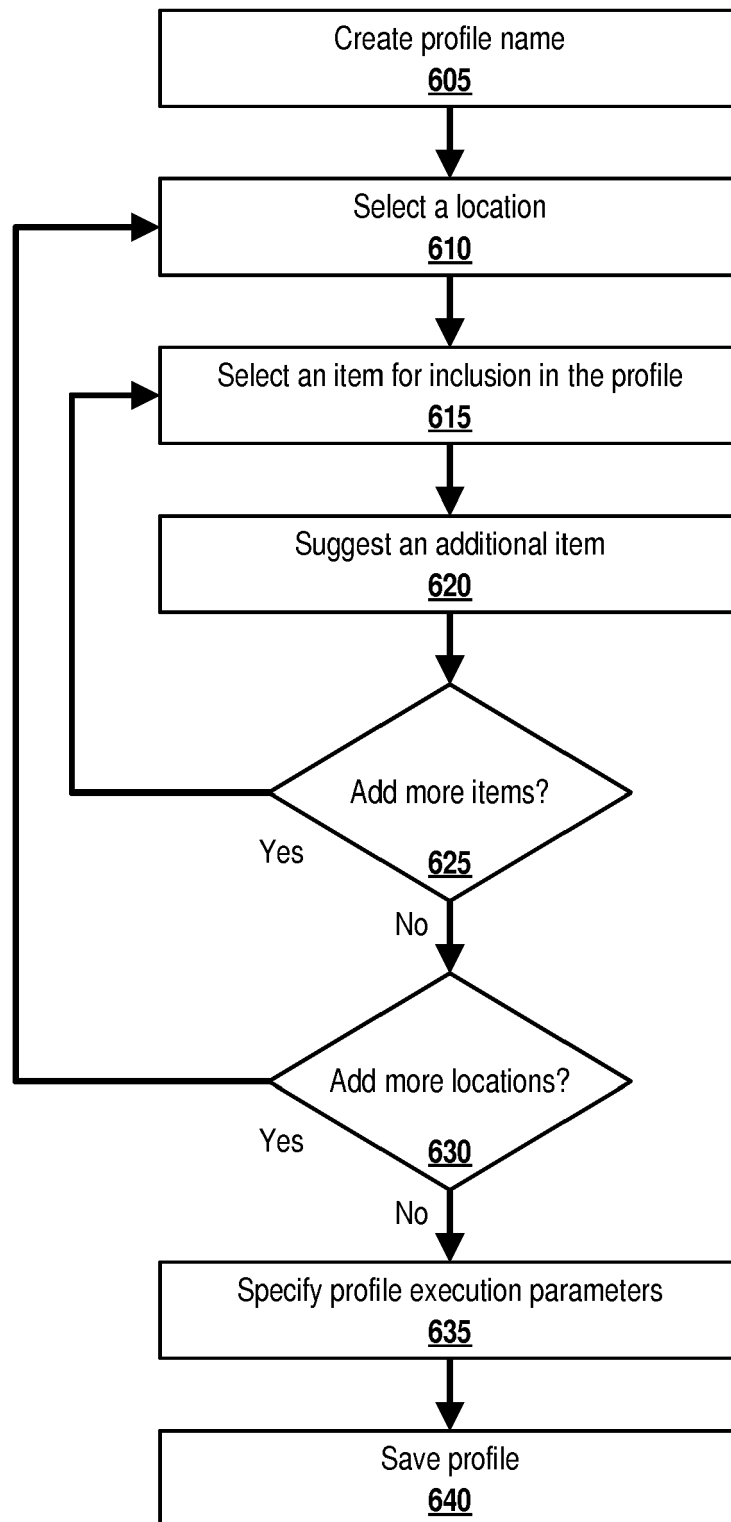 Create profile name
605
Select a location
610
Select an item for inclusion in the profile
615
Suggest an additional item
620
Add more items?
Yes
625
No
Add more locations?
Yes
630
No
Specify profile execution parameters
635
Save profile
640